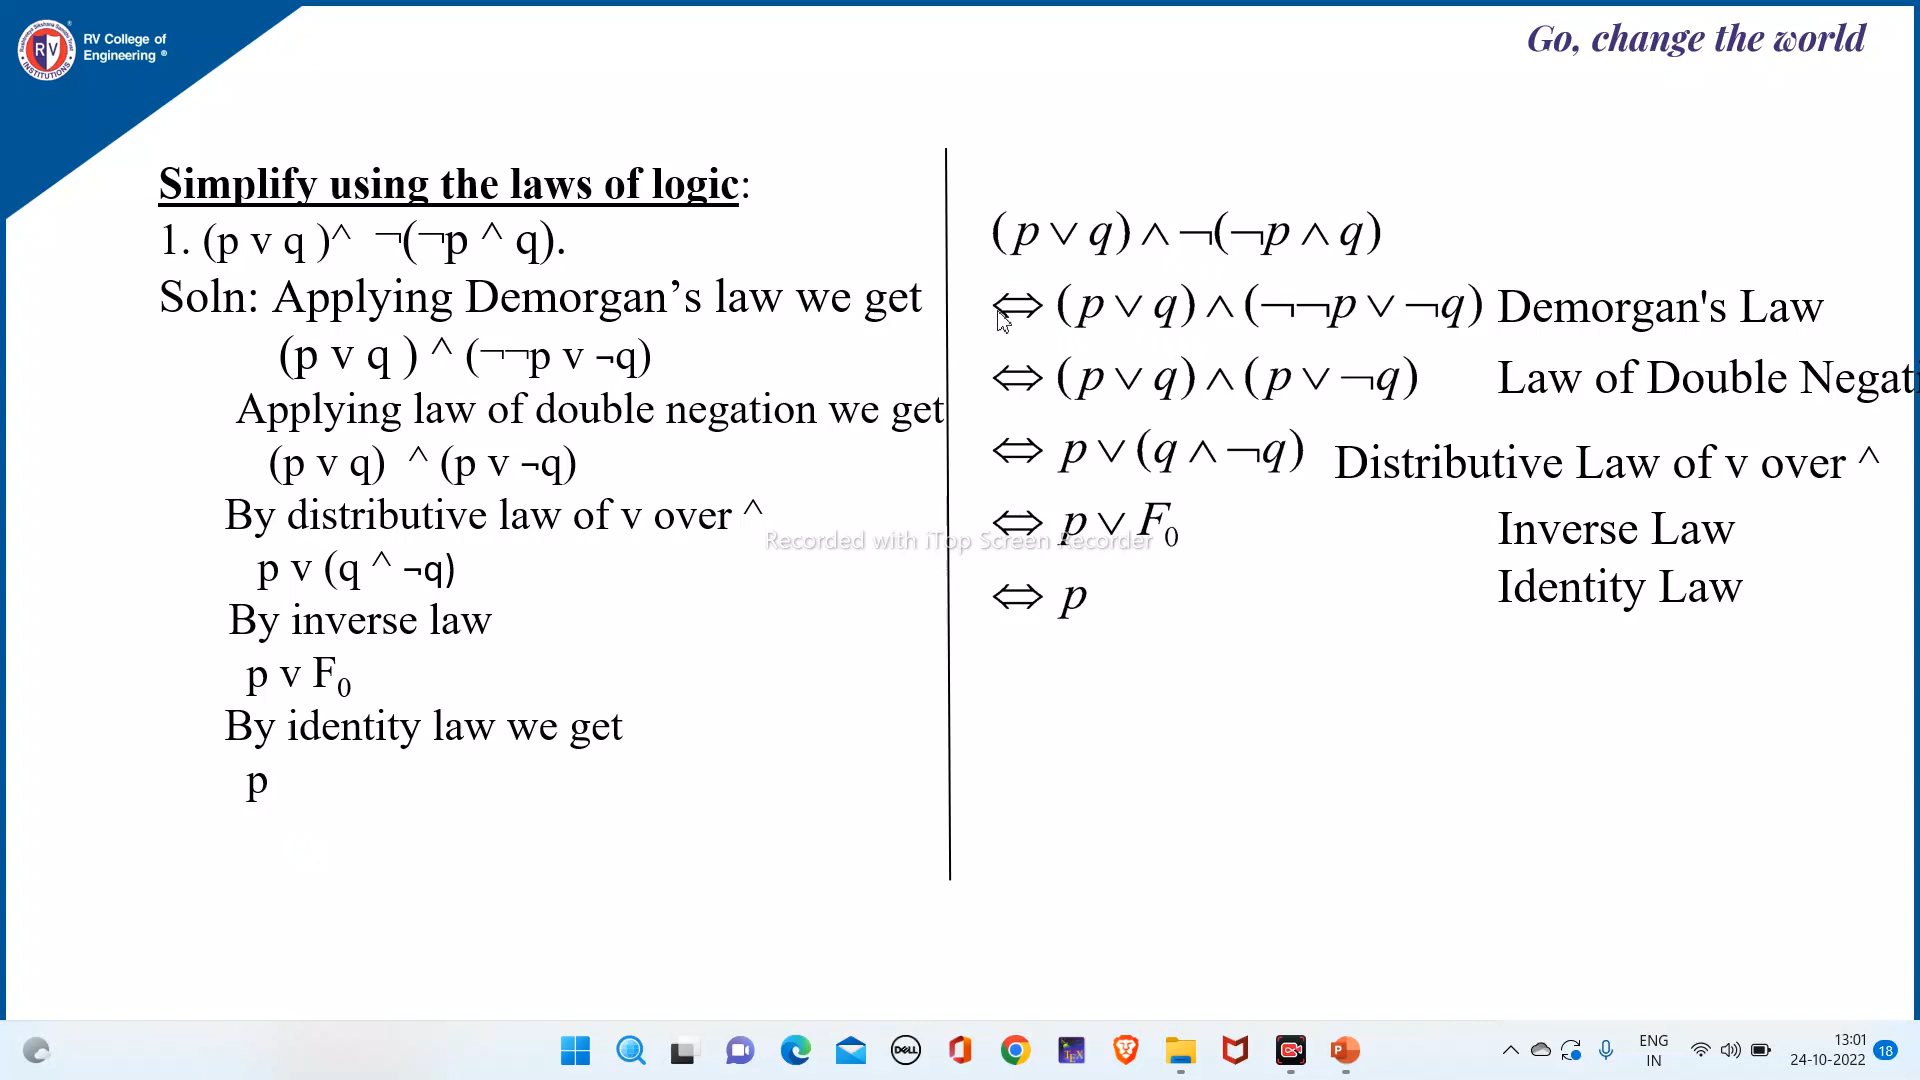 RV College of
Engineering ®
Go, change the world
Simplify using the laws of logic:
1. (p v q )^ ¬(¬p ^ q).
Soln: Applying Demorgan’s law we get
(p v q ) ^ (¬¬p v ¬q)
Applying law of double negation we get
(p v q) ^ (p v ¬q)
By distributive law of v over ^
p v (q ^ ¬q)
By inverse law
p v F₀
By identity law we get
p
(p ∨ q) ∧ ¬(¬p ∧ q)
⇔ (p ∨ q) ∧ (¬¬p ∨ ¬q) Demorgan's Law
⇔ (p ∨ q) ∧ (p ∨ ¬q) Law of Double Negati
⇔ p ∨ (q ∧ ¬q) Distributive Law of v over ^
⇔ p ∨ F₀ Inverse Law
⇔ p Identity Law
Recorded with iTop Screen Recorder
ENG
IN
13:01
24-10-2022
18